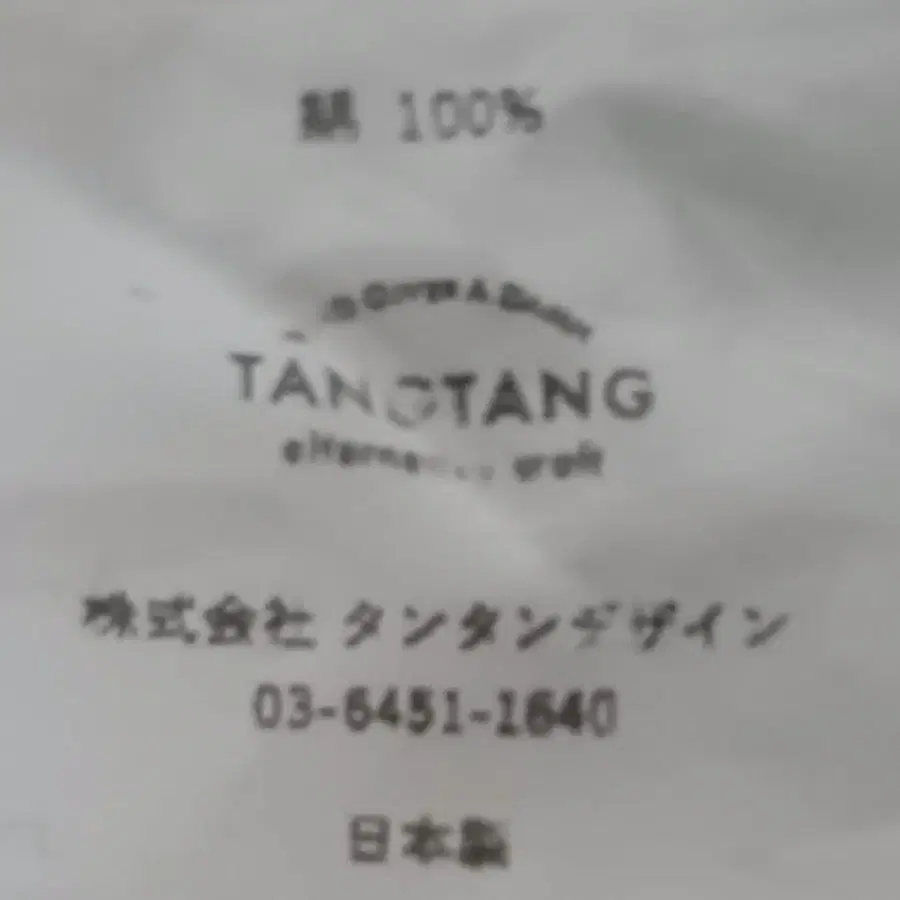 100%
OFFER A
TANGTANG
株式会社 タンタンデザイン
03-6451-1640
日本製